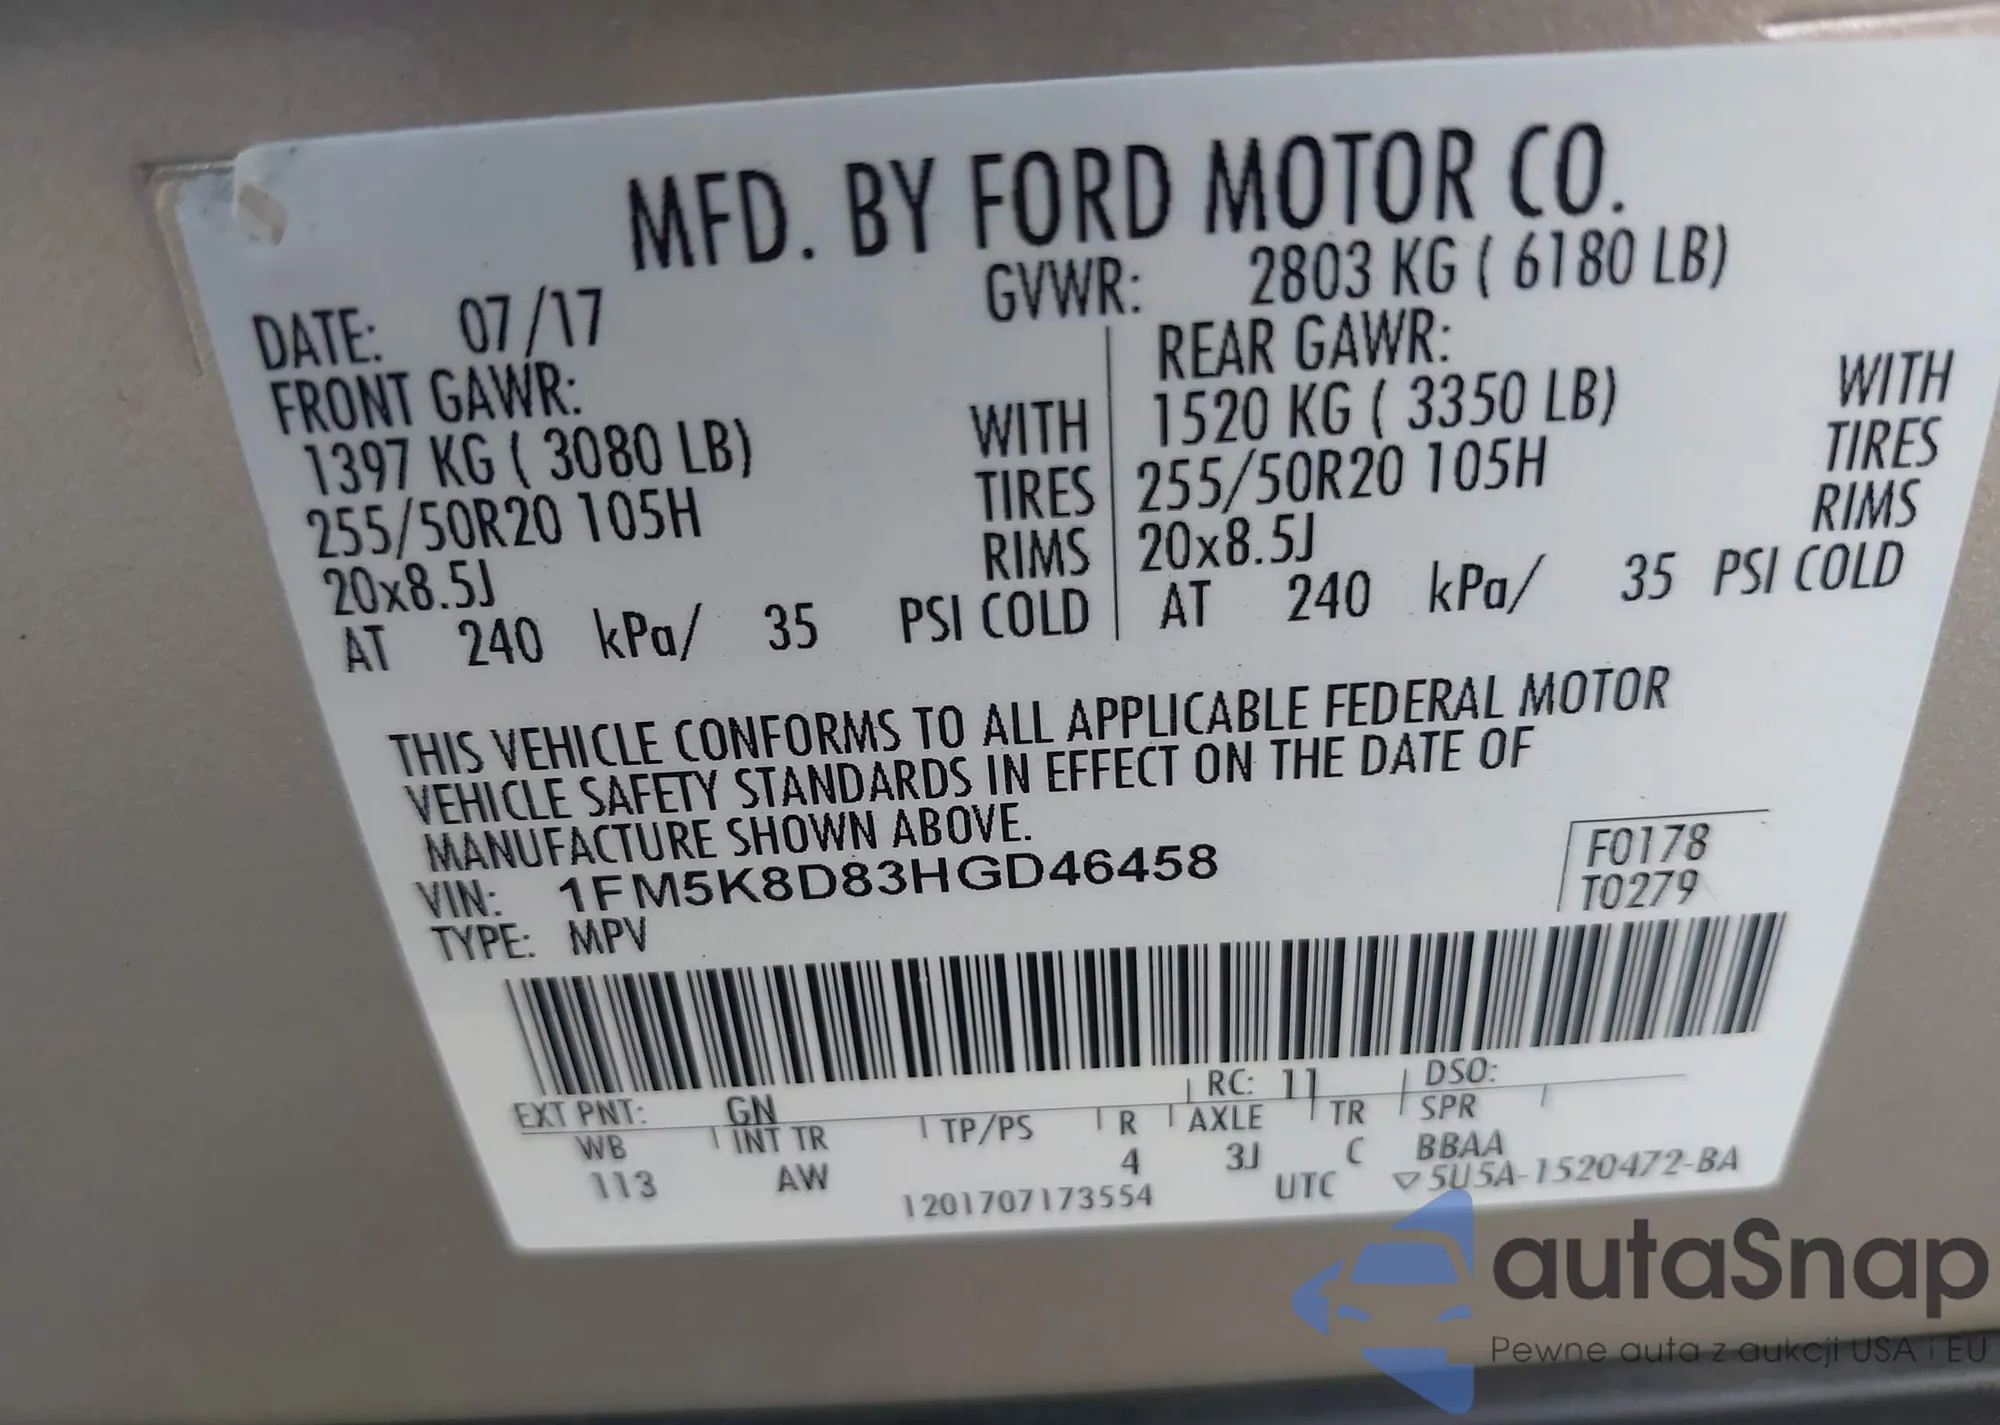 MFD. BY FORD MOTOR CO.
DATE: 07/17 GVWR: 2803 KG ( 6180 LB)
FRONT GAWR: REAR GAWR:
1397 KG ( 3080 LB) WITH 1520 KG ( 3350 LB) WITH
255/50R20 105H TIRES 255/50R20 105H TIRES
20x8.5J RIMS 20x8.5J RIMS
AT 240 kPa/ 35 PSI COLD AT 240 kPa/ 35 PSI COLD
THIS VEHICLE CONFORMS TO ALL APPLICABLE FEDERAL MOTOR
VEHICLE SAFETY STANDARDS IN EFFECT ON THE DATE OF
MANUFACTURE SHOWN ABOVE.
VIN: 1FM5K8D83HGD46458 F0178
TYPE: MPV T0279
EXT PNT: GN RC: 11 DSO:
WB INT TR TP/PS R AXLE TR SPR
113 AW 4 3J C BBAA
1201707173554 UTC ▽5U5A-1520472-BA
autaSnap
Pewne auta z aukcji USA i EU